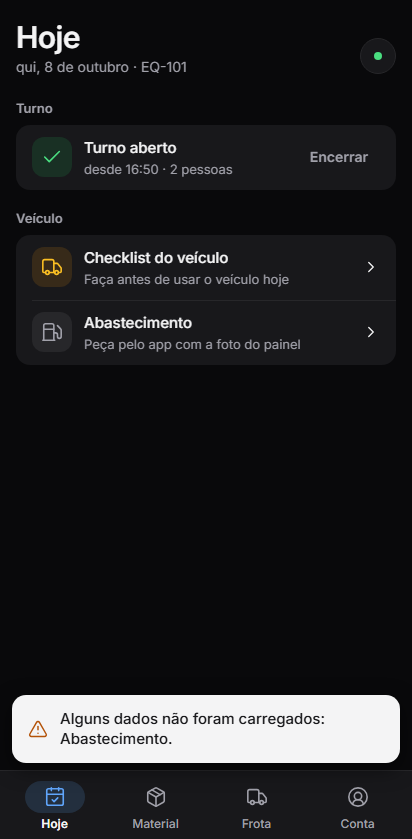 Hoje
qui, 8 de outubro · EQ-101
Turno
Turno aberto
desde 16:50 · 2 pessoas
Encerrar
Veículo
Checklist do veículo
Faça antes de usar o veículo hoje
Abastecimento
Peça pelo app com a foto do painel
Alguns dados não foram carregados:
Abastecimento.
Hoje
Material
Frota
Conta